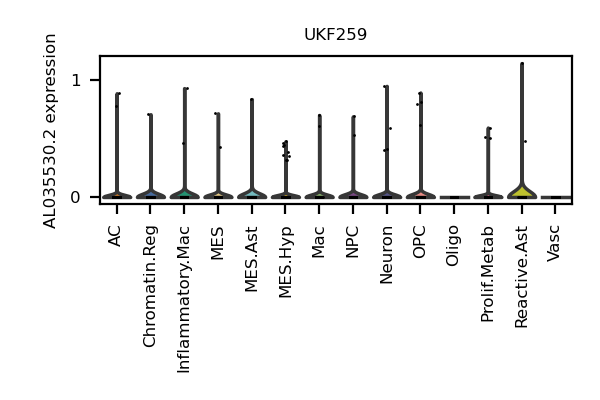 UKF259
AL035530.2 expression
1
0
AC
Chromatin.Reg
Inflammatory.Mac
MES
MES.Ast
MES.Hyp
Mac
NPC
Neuron
OPC
Oligo
Prolif.Metab
Reactive.Ast
Vasc